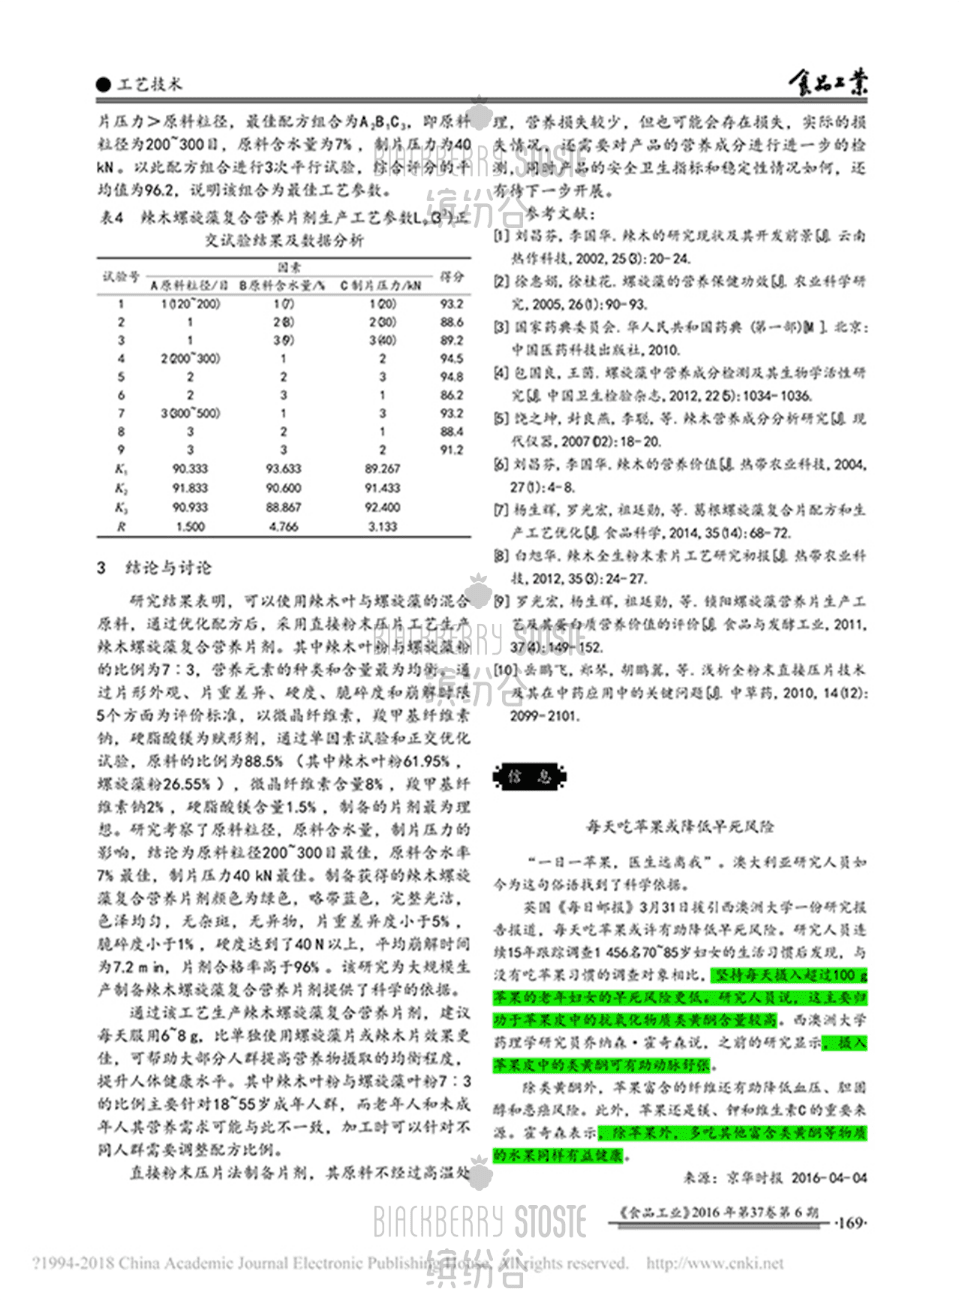 ●工艺技术
食品工业
片压力＞原料粒径，最佳配方组合为A₂B₁C₃，即原料
粒径为200~300目，原料含水量为7%，制片压力为40
kN。以此配方组合进行3次平行试验，综合评分的平
均值为96.2，说明该组合为最佳工艺参数。
表4 辣木螺旋藻复合营养片剂生产工艺参数L₉(3³)正
交试验结果及数据分析
试验号 因素 得分
A原料粒径/目 B原料含水量/% C制片压力/kN
1 1(120~200) 1(7) 1(20) 93.2
2 1 2(8) 2(30) 88.6
3 1 3(9) 3(40) 89.2
4 2(200~300) 1 2 94.5
5 2 2 3 94.8
6 2 3 1 86.2
7 3(300~500) 1 3 93.2
8 3 2 1 88.4
9 3 3 2 91.2
K₁ 90.333 93.633 89.267
K₂ 91.833 90.600 91.433
K₃ 90.933 88.867 92.400
R 1.500 4.766 3.133
3 结论与讨论
研究结果表明，可以使用辣木叶与螺旋藻的混合
原料，通过优化配方后，采用直接粉末压片工艺生产
辣木螺旋藻复合营养片剂。其中辣木叶粉与螺旋藻粉
的比例为7∶3，营养元素的种类和含量最为均衡。通
过片形外观、片重差异、硬度、脆碎度和崩解时限
5个方面为评价标准，以微晶纤维素，羧甲基纤维素
钠，硬脂酸镁为赋形剂，通过单因素试验和正交优化
试验，原料的比例为88.5%（其中辣木叶粉61.95%，
螺旋藻粉26.55%），微晶纤维素含量8%，羧甲基纤
维素钠2%，硬脂酸镁含量1.5%，制备的片剂最为理
想。研究考察了原料粒径，原料含水量，制片压力的
影响，结论为原料粒径200~300目最佳，原料含水率
7%最佳，制片压力40 kN最佳。制备获得的辣木螺旋
藻复合营养片剂颜色为绿色，略带蓝色，完整光洁，
色泽均匀，无杂斑，无异物，片重差异度小于5%，
脆碎度小于1%，硬度达到了40 N以上，平均崩解时间
为7.2 min，片剂合格率高于96%。该研究为大规模生
产制备辣木螺旋藻复合营养片剂提供了科学的依据。
通过该工艺生产辣木螺旋藻复合营养片剂，建议
每天服用6~8 g，比单独使用螺旋藻片或辣木片效果更
佳，可帮助大部分人群提高营养物摄取的均衡程度，
提升人体健康水平。其中辣木叶粉与螺旋藻叶粉7∶3
的比例主要针对18~55岁成年人群，而老年人和未成
年人其营养需求可能与此不一致，加工时可以针对不
同人群需要调整配方比例。
直接粉末压片法制备片剂，其原料不经过高温处
理，营养损失较少，但也可能会存在损失，实际的损
失情况，还需要对产品的营养成分进行进一步的检
测，同时产品的安全卫生指标和稳定性情况如何，还
有待下一步开展。
参考文献：
[1] 刘昌芬, 李国华. 辣木的研究现状及其开发前景[J]. 云南
热作科技, 2002, 25(3): 20-24.
[2] 徐惠娟, 徐桂花. 螺旋藻的营养保健功效[J]. 农业科学研
究, 2005, 26(1): 90-93.
[3] 国家药典委员会. 华人民共和国药典 (第一部)[M]. 北京:
中国医药科技出版社, 2010.
[4] 包国良, 王茵. 螺旋藻中营养成分检测及其生物学活性研
究[J]. 中国卫生检验杂志, 2012, 22(5): 1034-1036.
[5] 饶之坤, 封良燕, 李聪, 等. 辣木营养成分分析研究[J]. 现
代仪器, 2007(02): 18-20.
[6] 刘昌芬, 李国华. 辣木的营养价值[J]. 热带农业科技, 2004,
27(1): 4-8.
[7] 杨生辉, 罗光宏, 祖廷勋, 等. 葛根螺旋藻复合片配方和生
产工艺优化[J]. 食品科学, 2014, 35(14): 68-72.
[8] 白旭华. 辣木全生粉末素片工艺研究初报[J]. 热带农业科
技, 2012, 35(3): 24-27.
[9] 罗光宏, 杨生辉, 祖廷勋, 等. 锁阳螺旋藻营养片生产工
艺及其蛋白质营养价值的评价[J]. 食品与发酵工业, 2011,
37(4): 149-152.
[10] 岳鹏飞, 郑琴, 胡鹏翼, 等. 浅析全粉末直接压片技术
及其在中药应用中的关键问题[J]. 中草药, 2010, 14(12):
2099-2101.
信 息
每天吃苹果或降低早死风险
“一日一苹果，医生远离我”。澳大利亚研究人员如
今为这句俗语找到了科学依据。
英国《每日邮报》3月31日援引西澳洲大学一份研究报
告报道，每天吃苹果或许有助降低早死风险。研究人员连
续15年跟踪调查1 456名70~85岁妇女的生活习惯后发现，与
没有吃苹果习惯的调查对象相比，坚持每天摄入超过100 g
苹果的老年妇女的早死风险更低。研究人员说，这主要归
功于苹果皮中的抗氧化物质类黄酮含量较高。西澳洲大学
药理学研究员乔纳森·霍奇森说，之前的研究显示，摄入
苹果皮中的类黄酮可有助动脉舒张。
除类黄酮外，苹果富含的纤维还有助降低血压、胆固
醇和患癌风险。此外，苹果还是镁、钾和维生素C的重要来
源。霍奇森表示，除苹果外，多吃其他富含类黄酮等物质
的水果同样有益健康。
来源：京华时报 2016-04-04
《食品工业》2016年第37卷第6期 ·169·
?1994-2018 China Academic Journal Electronic Publishing House. All rights reserved. http://www.cnki.net
BLACKBERRY STOSTE
缤纷谷
BLACKBERRY STOSTE
缤纷谷
BLACKBERRY STOSTE
缤纷谷